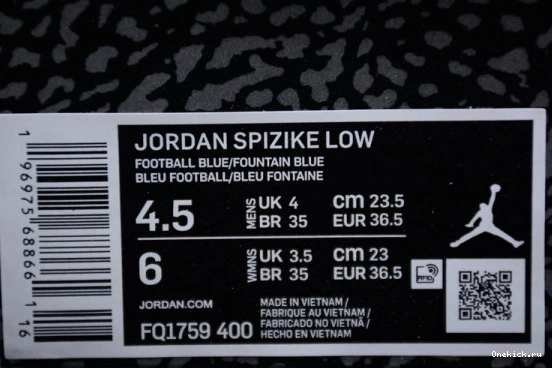 JORDAN SPIZIKE LOW
FOOTBALL BLUE/FOUNTAIN BLUE
BLEU FOOTBALL/BLEU FONTAINE
4.5 MENS UK 4 cm 23.5
BR 35 EUR 36.5
6 WMNS UK 3.5 cm 23
BR 35 EUR 36.5
RFID
JORDAN.COM
FQ1759 400
MADE IN VIETNAM /
FABRIQUE AU VIETNAM /
FABRICADO NO VIETNÃ /
HECHO EN VIETNAM
1 96975 68866 1 16
Onekick.ru